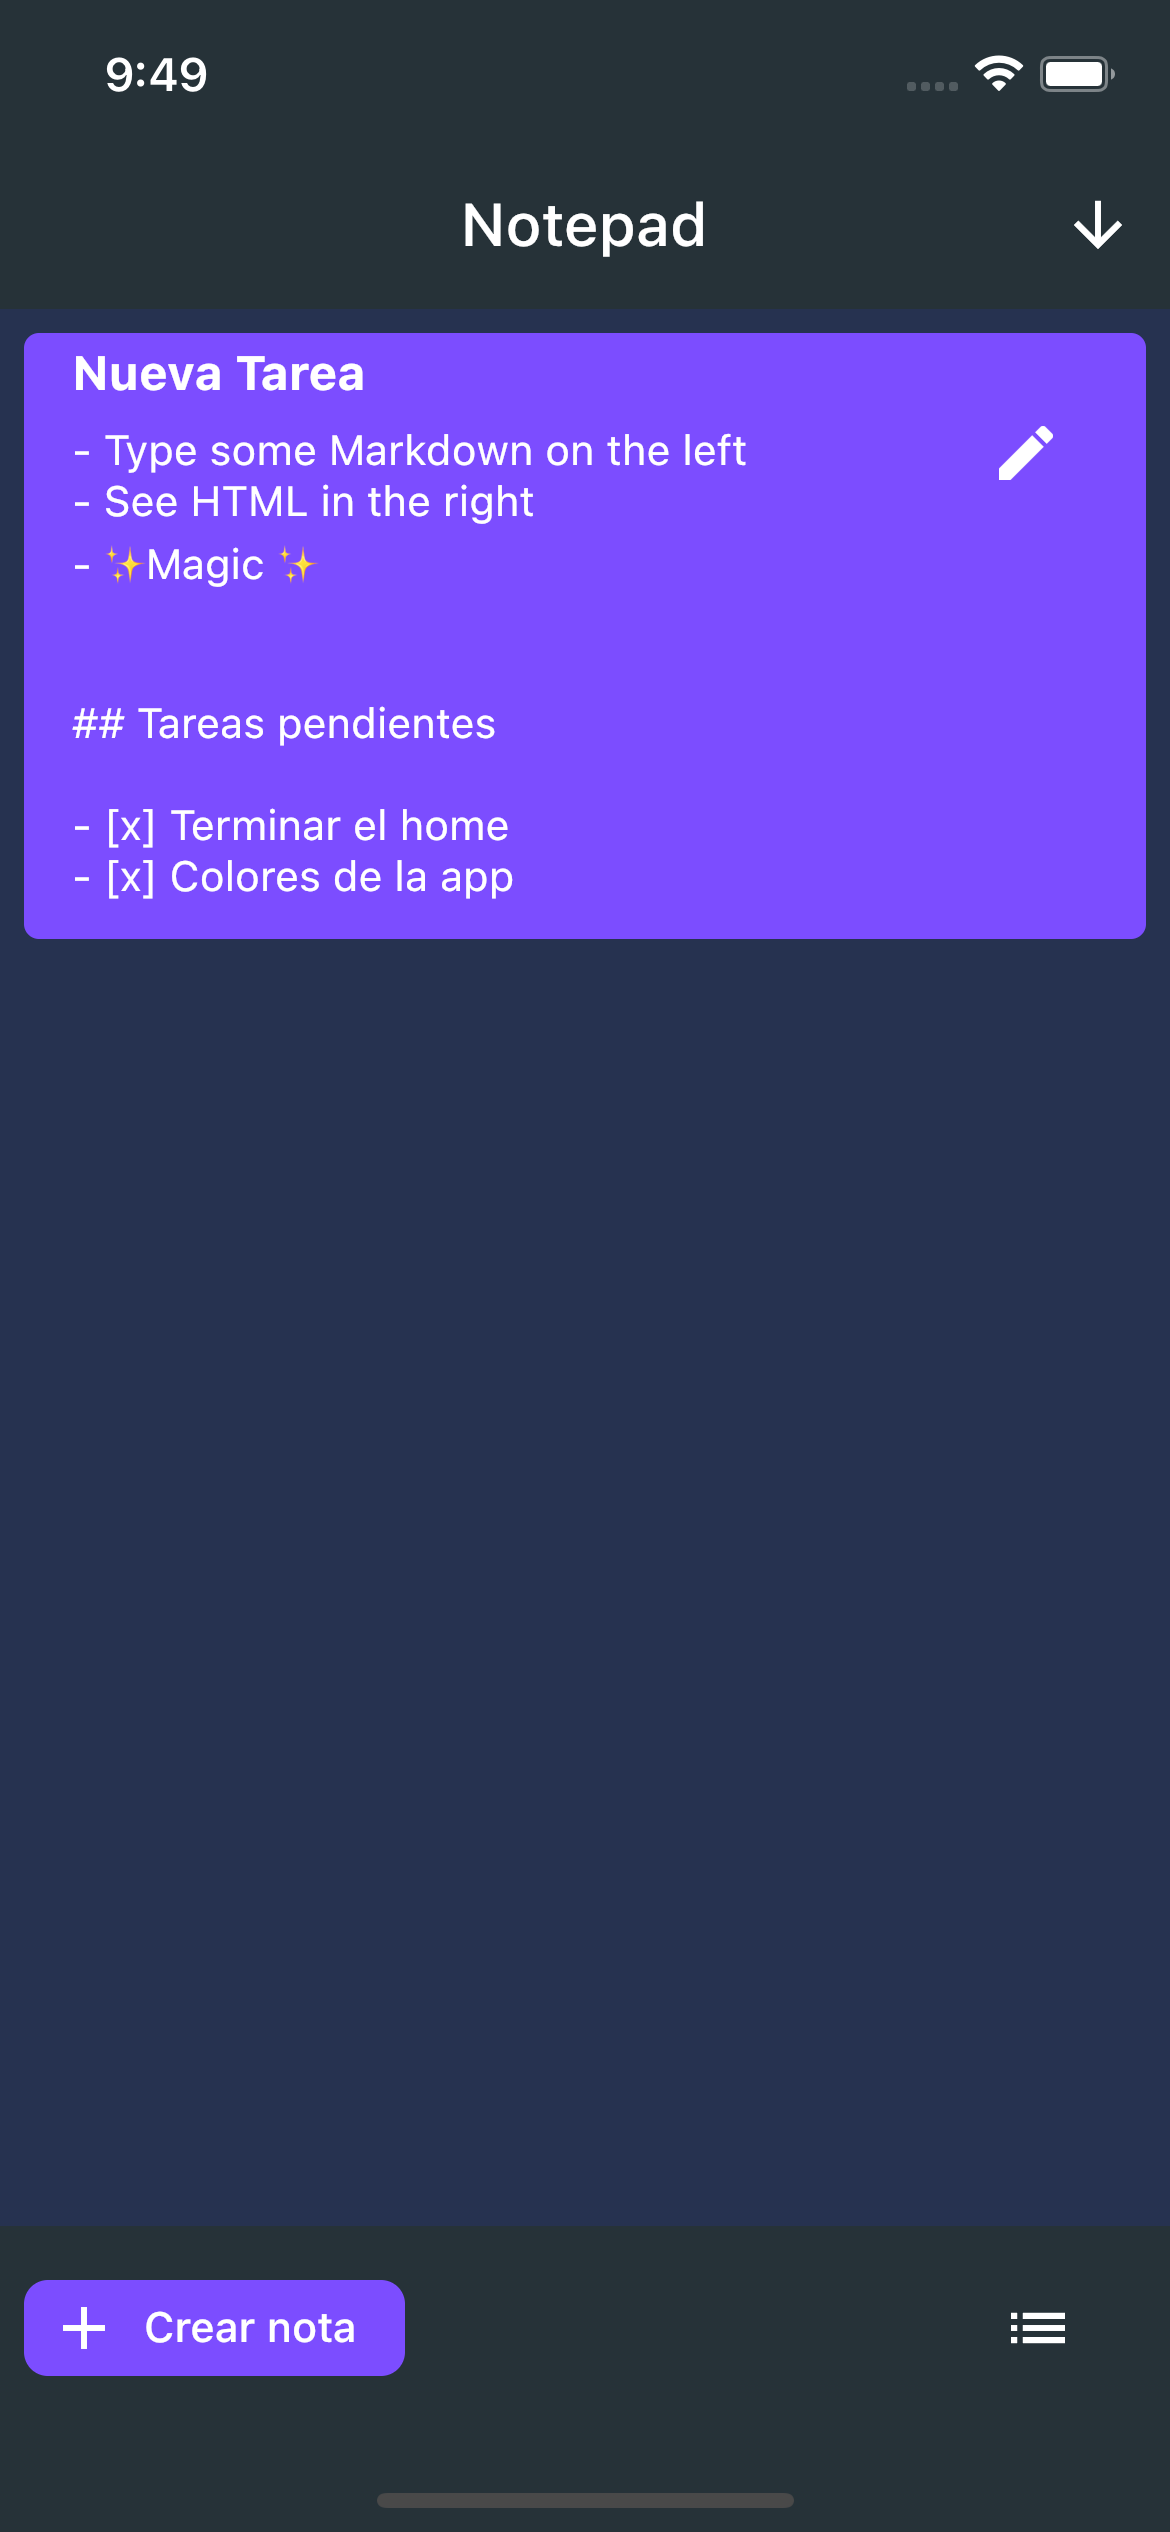 9:49
Notepad
Nueva Tarea
- Type some Markdown on the left
- See HTML in the right
- ✨Magic ✨
## Tareas pendientes
- [x] Terminar el home
- [x] Colores de la app
Crear nota